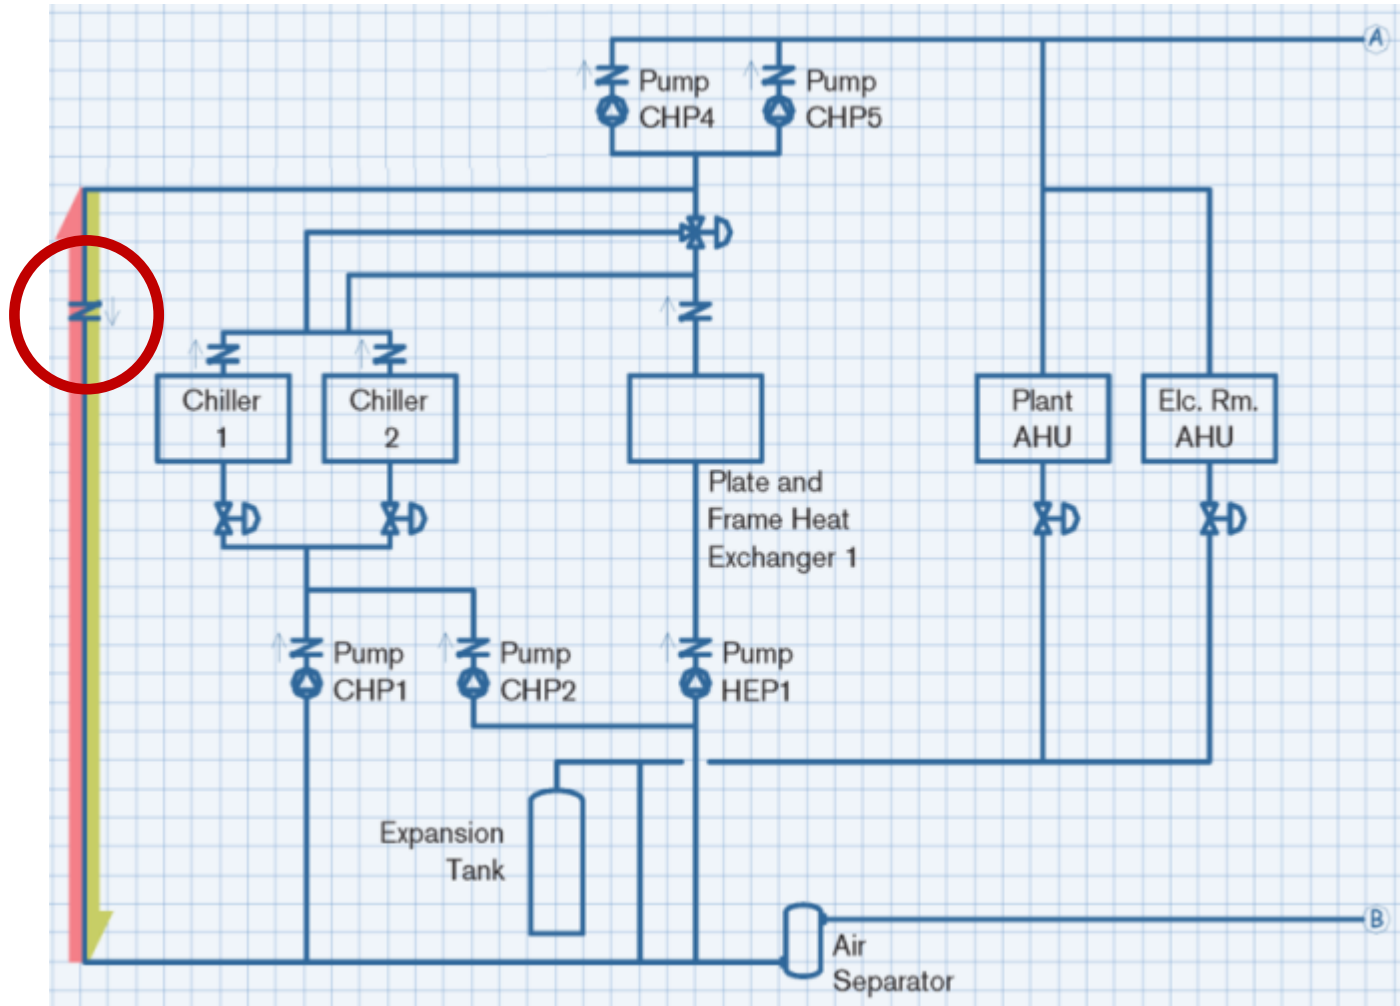 A
Pump
CHP4
Pump
CHP5
Chiller
1
Chiller
2
Plant
AHU
Elc. Rm.
AHU
Plate and
Frame Heat
Exchanger 1
Pump
CHP1
Pump
CHP2
Pump
HEP1
Expansion
Tank
B
Air
Separator